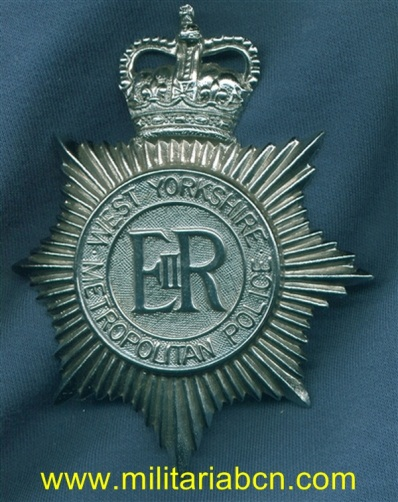 WEST YORKSHIRE
EIIR
METROPOLITAN POLICE
www.militariabcn.com